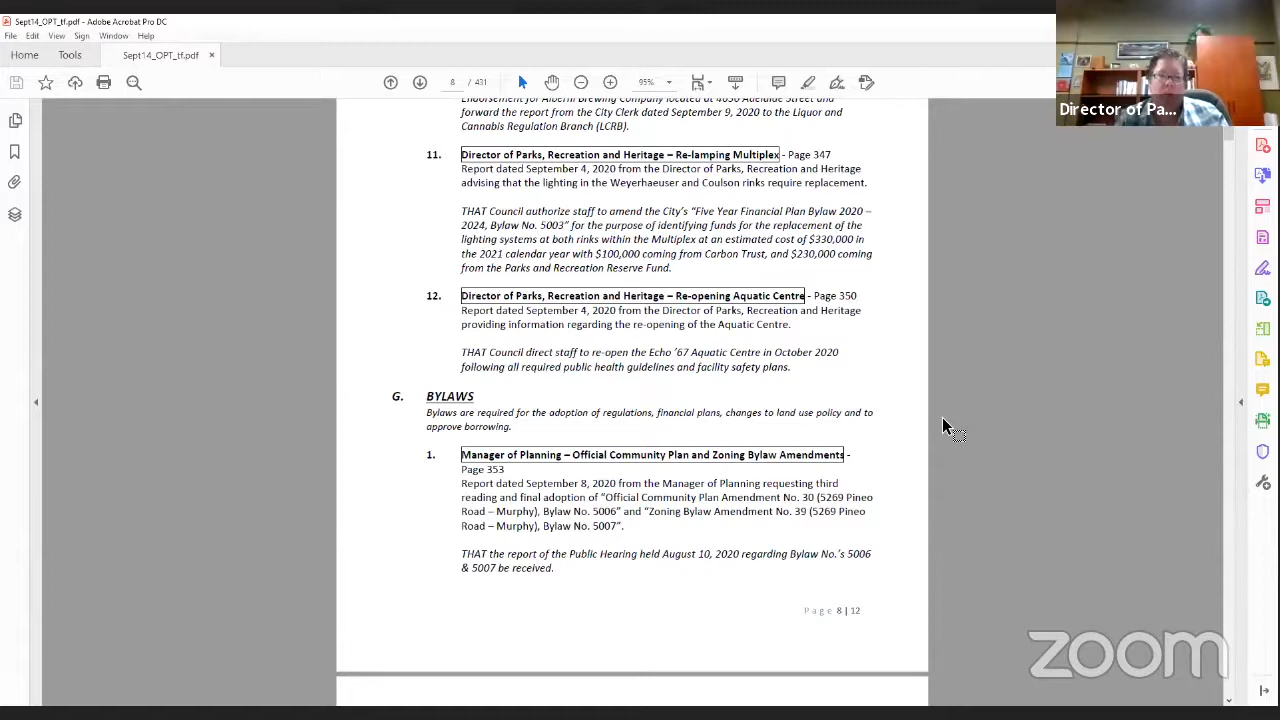 Sept14_OPT_tf.pdf - Adobe Acrobat Pro DC
File Edit View Sign Window Help
Home Tools Sept14_OPT_tf.pdf ×
8 / 431 95%
Director of Pa...
Endorsement for Alberni Brewing Company located at 4630 Adelaide Street and
forward the report from the City Clerk dated September 9, 2020 to the Liquor and
Cannabis Regulation Branch (LCRB).
11. Director of Parks, Recreation and Heritage – Re-lamping Multiplex - Page 347
Report dated September 4, 2020 from the Director of Parks, Recreation and Heritage
advising that the lighting in the Weyerhaeuser and Coulson rinks require replacement.
THAT Council authorize staff to amend the City's "Five Year Financial Plan Bylaw 2020 –
2024, Bylaw No. 5003" for the purpose of identifying funds for the replacement of the
lighting systems at both rinks within the Multiplex at an estimated cost of $330,000 in
the 2021 calendar year with $100,000 coming from Carbon Trust, and $230,000 coming
from the Parks and Recreation Reserve Fund.
12. Director of Parks, Recreation and Heritage – Re-opening Aquatic Centre - Page 350
Report dated September 4, 2020 from the Director of Parks, Recreation and Heritage
providing information regarding the re-opening of the Aquatic Centre.
THAT Council direct staff to re-open the Echo '67 Aquatic Centre in October 2020
following all required public health guidelines and facility safety plans.
G. BYLAWS
Bylaws are required for the adoption of regulations, financial plans, changes to land use policy and to
approve borrowing.
1. Manager of Planning – Official Community Plan and Zoning Bylaw Amendments -
Page 353
Report dated September 8, 2020 from the Manager of Planning requesting third
reading and final adoption of "Official Community Plan Amendment No. 30 (5269 Pineo
Road – Murphy), Bylaw No. 5006" and "Zoning Bylaw Amendment No. 39 (5269 Pineo
Road – Murphy), Bylaw No. 5007".
THAT the report of the Public Hearing held August 10, 2020 regarding Bylaw No.'s 5006
& 5007 be received.
Page 8 | 12
zoom